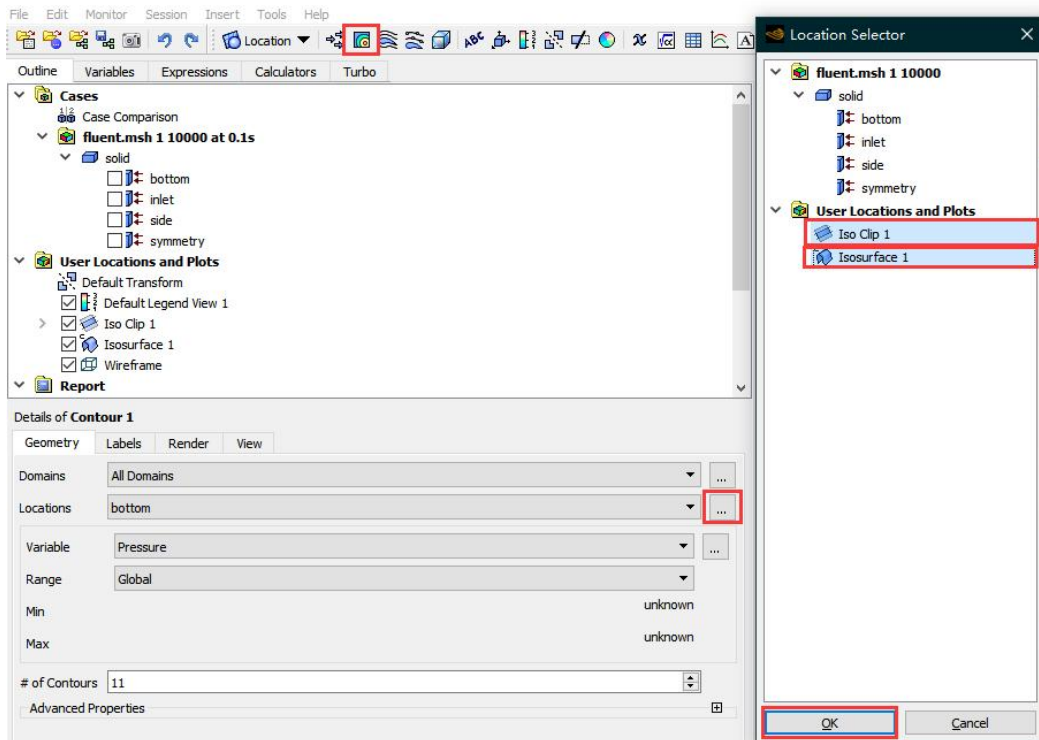 File Edit Monitor Session Insert Tools Help
Location
ABC
A
Outline Variables Expressions Calculators Turbo
Cases
Case Comparison
fluent.msh 1 10000 at 0.1s
solid
bottom
inlet
side
symmetry
User Locations and Plots
Default Transform
Default Legend View 1
Iso Clip 1
Isosurface 1
Wireframe
Report
Details of Contour 1
Geometry Labels Render View
Domains All Domains ...
Locations bottom ...
Variable Pressure ...
Range Global
Min unknown
Max unknown
# of Contours 11
Advanced Properties
Location Selector
fluent.msh 1 10000
solid
bottom
inlet
side
symmetry
User Locations and Plots
Iso Clip 1
Isosurface 1
OK Cancel